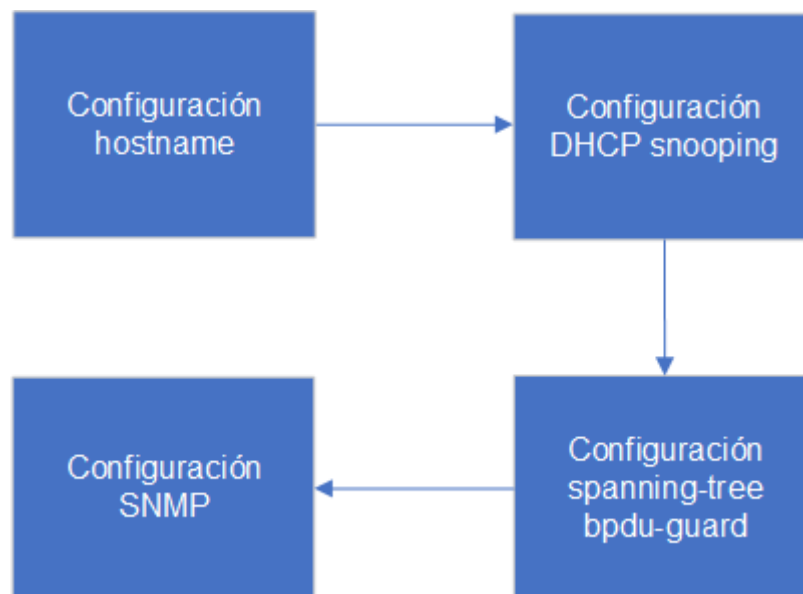 Configuración
hostname
Configuración
DHCP snooping
Configuración
SNMP
Configuración
spanning-tree
bpdu-guard